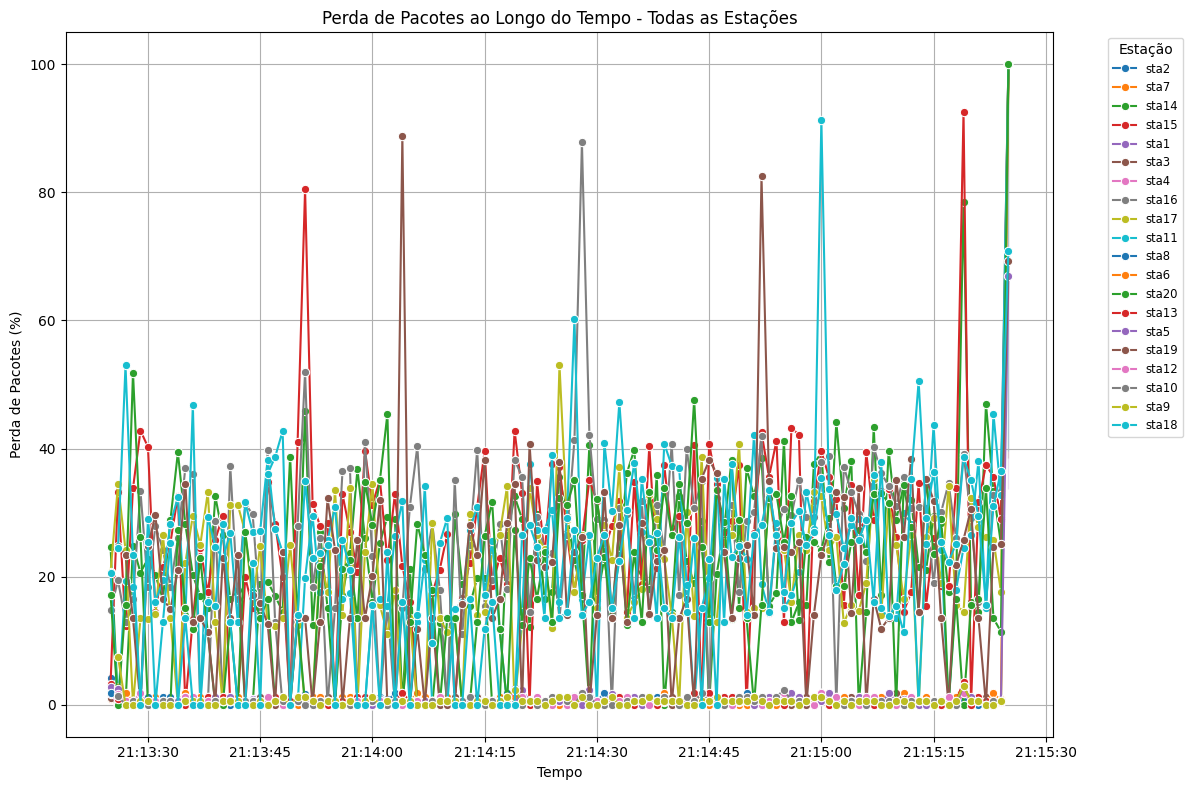 Perda de Pacotes ao Longo do Tempo - Todas as Estações
Perda de Pacotes (%)
100
80
60
40
20
0
21:13:30 21:13:45 21:14:00 21:14:15 21:14:30 21:14:45 21:15:00 21:15:15 21:15:30
Tempo
Estação
sta2
sta7
sta14
sta15
sta1
sta3
sta4
sta16
sta17
sta11
sta8
sta6
sta20
sta13
sta5
sta19
sta12
sta10
sta9
sta18